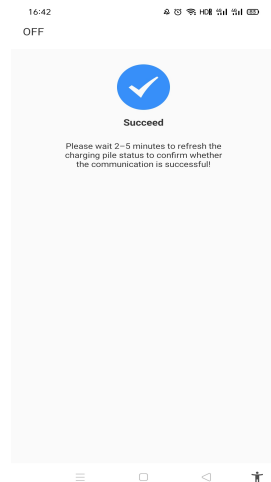 16:42
HD
OFF
Succeed
Please wait 2–5 minutes to refresh the
charging pile status to confirm whether
the communication is successful!